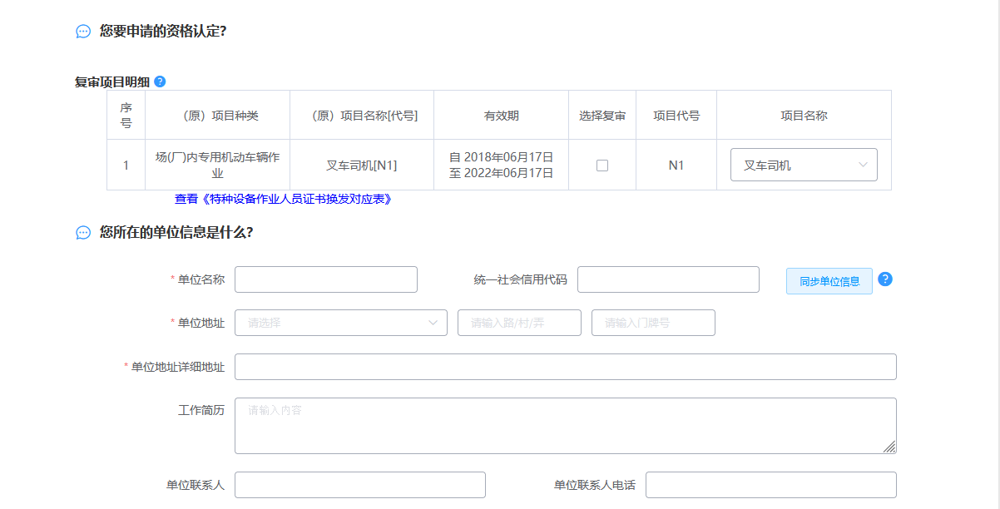 您要申请的资格认定?
复审项目明细 ?
序号 （原）项目种类 （原）项目名称[代号] 有效期 选择复审 项目代号 项目名称
1 场(厂)内专用机动车辆作业 叉车司机[N1] 自 2018年06月17日 至 2022年06月17日 N1 叉车司机
查看《特种设备作业人员证书换发对应表》
您所在的单位信息是什么?
* 单位名称 统一社会信用代码 同步单位信息 ?
* 单位地址 请选择 请输入路/村/弄 请输入门牌号
* 单位地址详细地址
工作简历 请输入内容
单位联系人 单位联系人电话